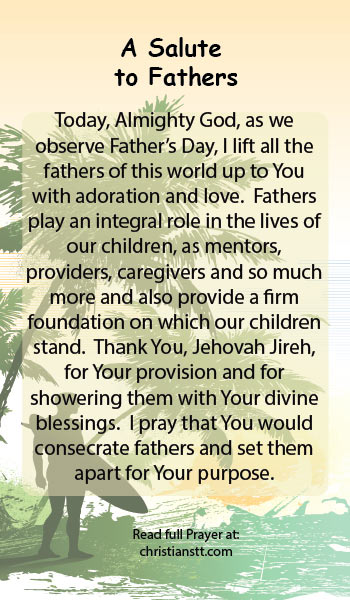 A Salute
to Fathers
Today, Almighty God, as we
observe Father's Day, I lift all the
fathers of this world up to You
with adoration and love.  Fathers
play an integral role in the lives of
our children, as mentors,
providers, caregivers and so much
more and also provide a firm
foundation on which our children
stand.  Thank You, Jehovah Jireh,
for Your provision and for
showering them with Your divine
blessings.  I pray that You would
consecrate fathers and set them
apart for Your purpose.
Read full Prayer at:
christianstt.com